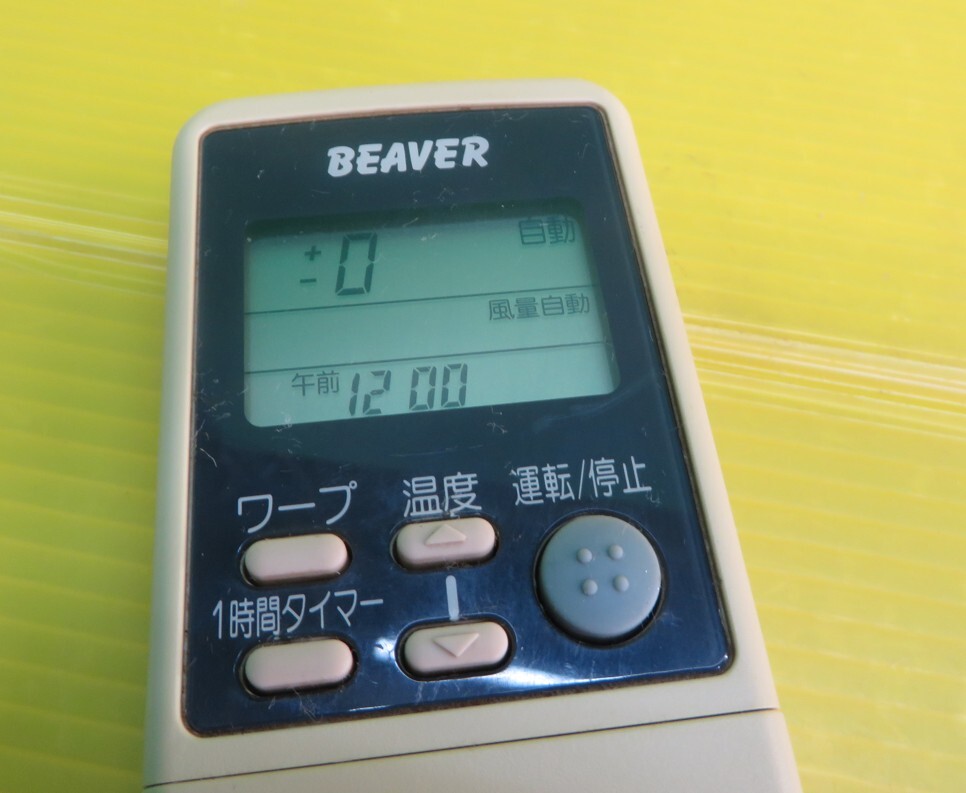 BEAVER
自動
+
- 0
風量自動
午前 12 00
ワープ 温度 運転/停止
1時間タイマー